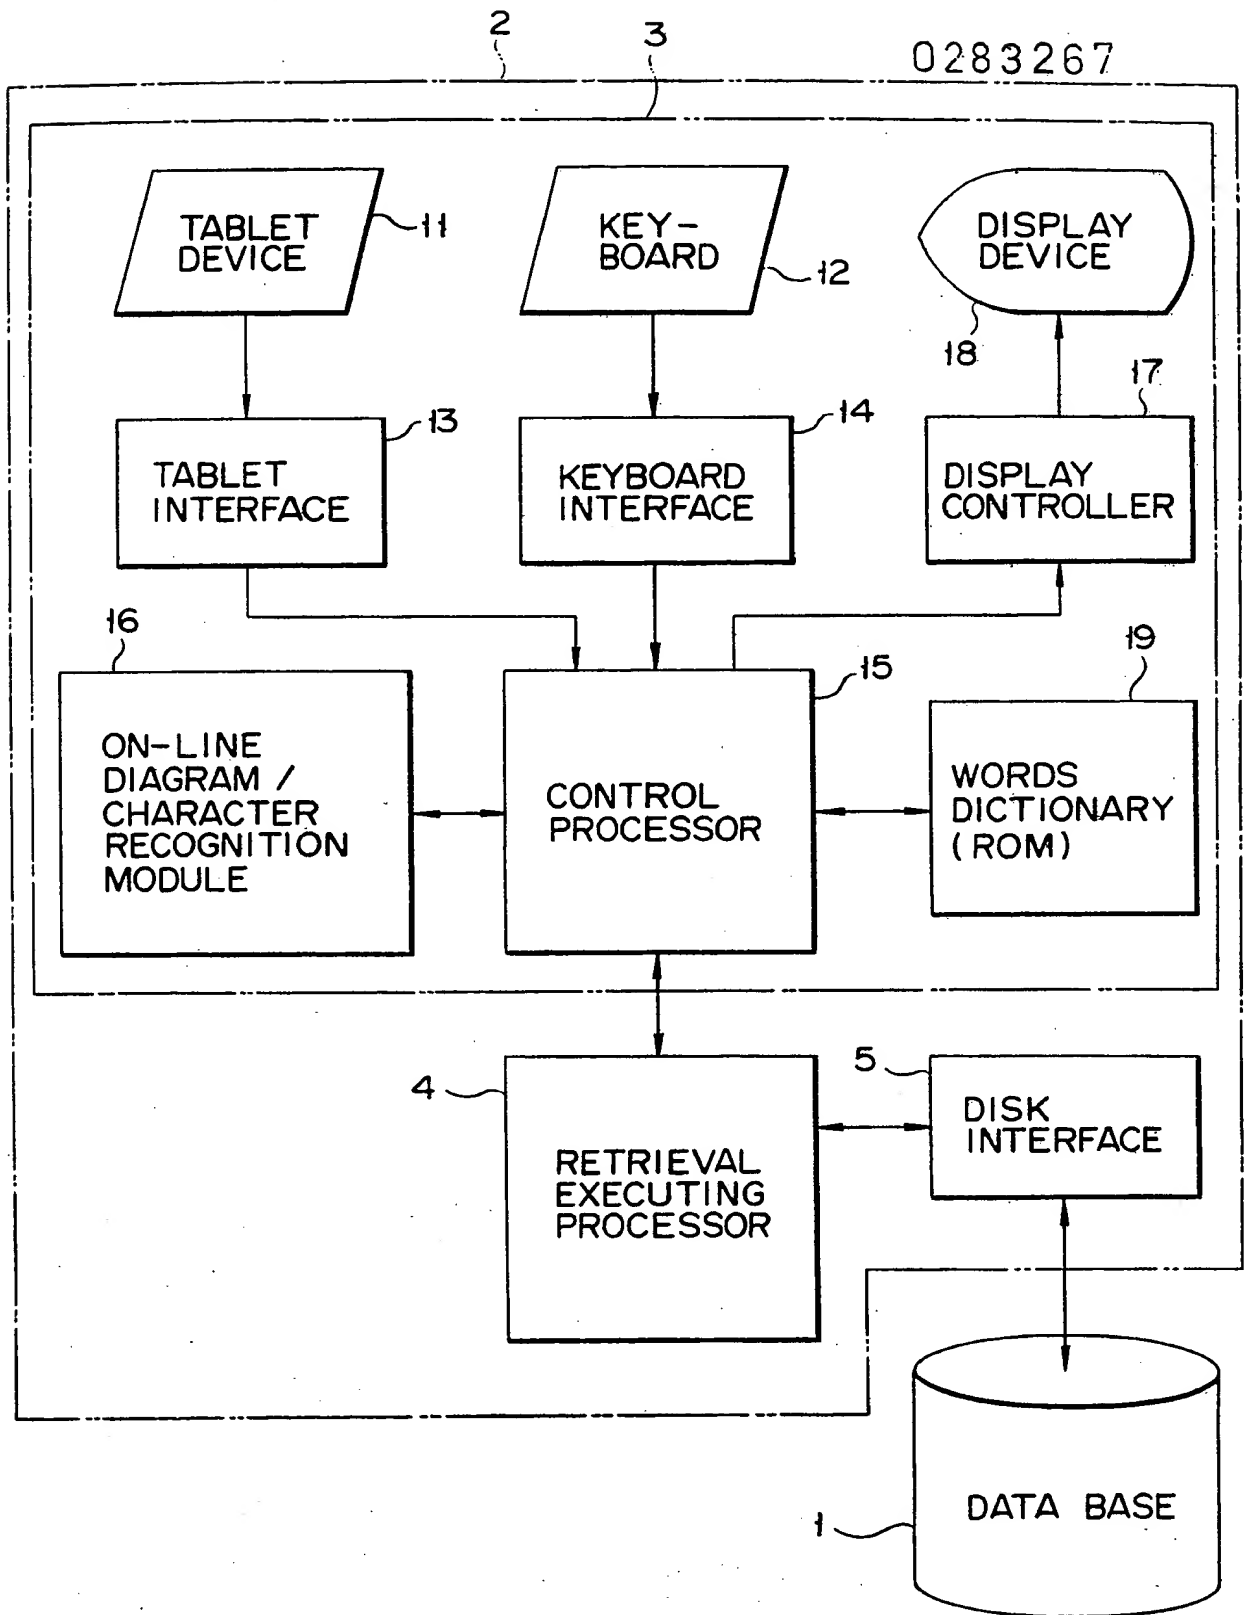 2
3
0283267
TABLET
DEVICE
11
KEY-
BOARD
12
DISPLAY
DEVICE
18
13
TABLET
INTERFACE
14
KEYBOARD
INTERFACE
17
DISPLAY
CONTROLLER
16
ON-LINE
DIAGRAM /
CHARACTER
RECOGNITION
MODULE
15
CONTROL
PROCESSOR
19
WORDS
DICTIONARY
(ROM)
4
RETRIEVAL
EXECUTING
PROCESSOR
5
DISK
INTERFACE
1
DATA BASE